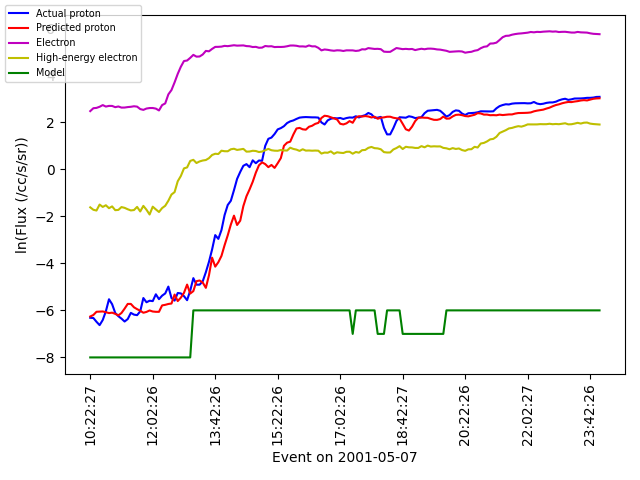 Actual proton
Predicted proton
Electron
High-energy electron
Model
2
0
−2
−4
−6
−8
ln(Flux (/cc/s/sr))
10:22:27
12:02:26
13:42:26
15:22:26
17:02:26
18:42:27
20:22:26
22:02:27
23:42:26
Event on 2001-05-07